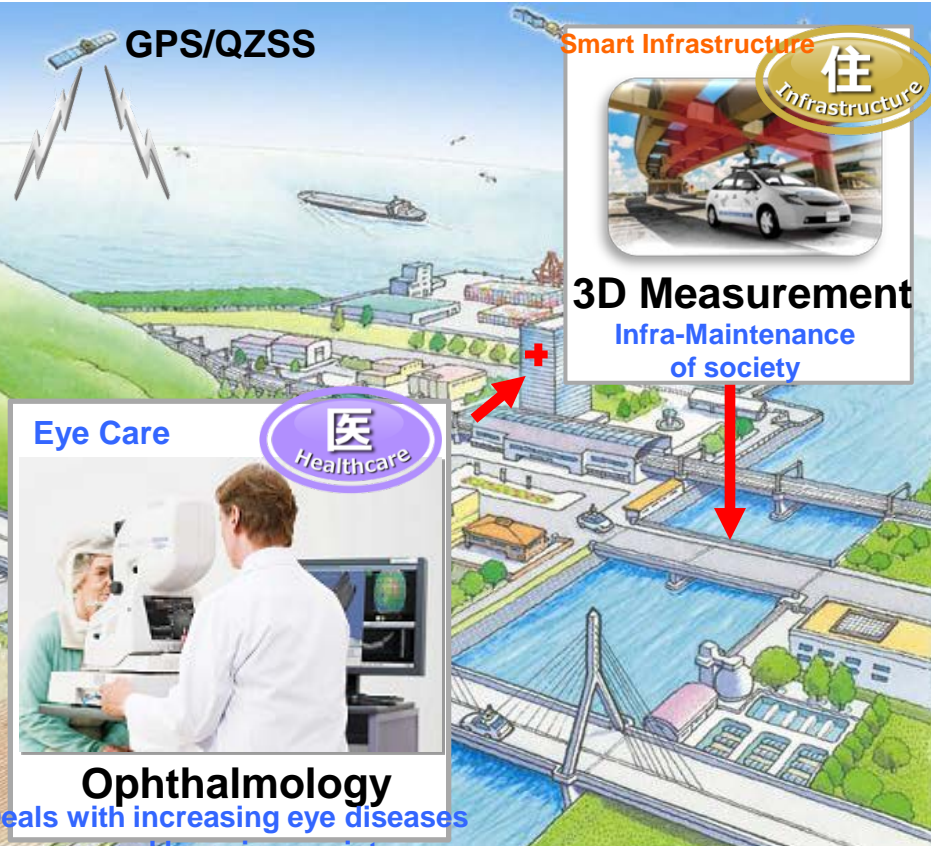 GPS/QZSS
Smart Infrastructure
住
Infrastructure
3D Measurement
Infra-Maintenance
of society
Eye Care
医
Healthcare
Ophthalmology
eals with increasing eye diseases